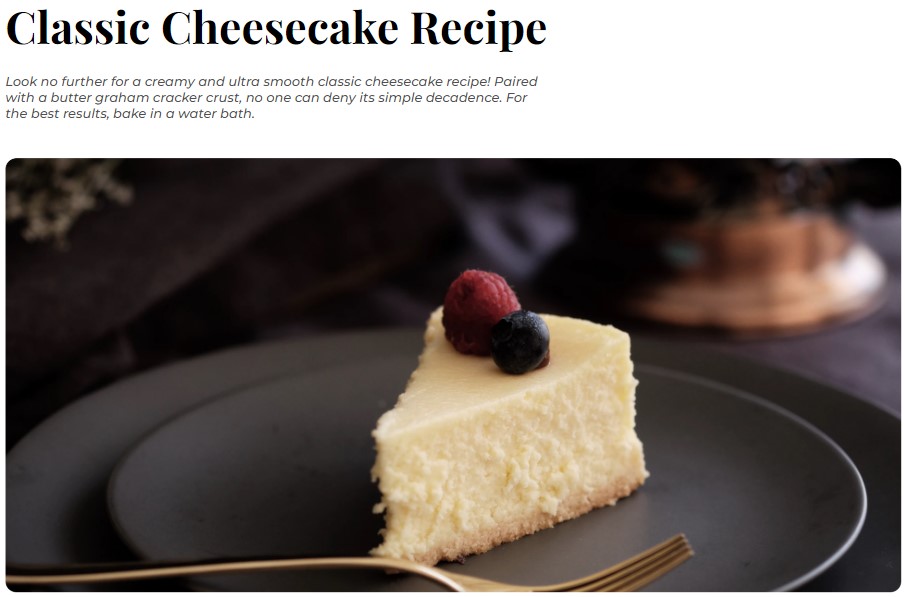 Classic Cheesecake Recipe
Look no further for a creamy and ultra smooth classic cheesecake recipe! Paired
with a butter graham cracker crust, no one can deny its simple decadence. For
the best results, bake in a water bath.